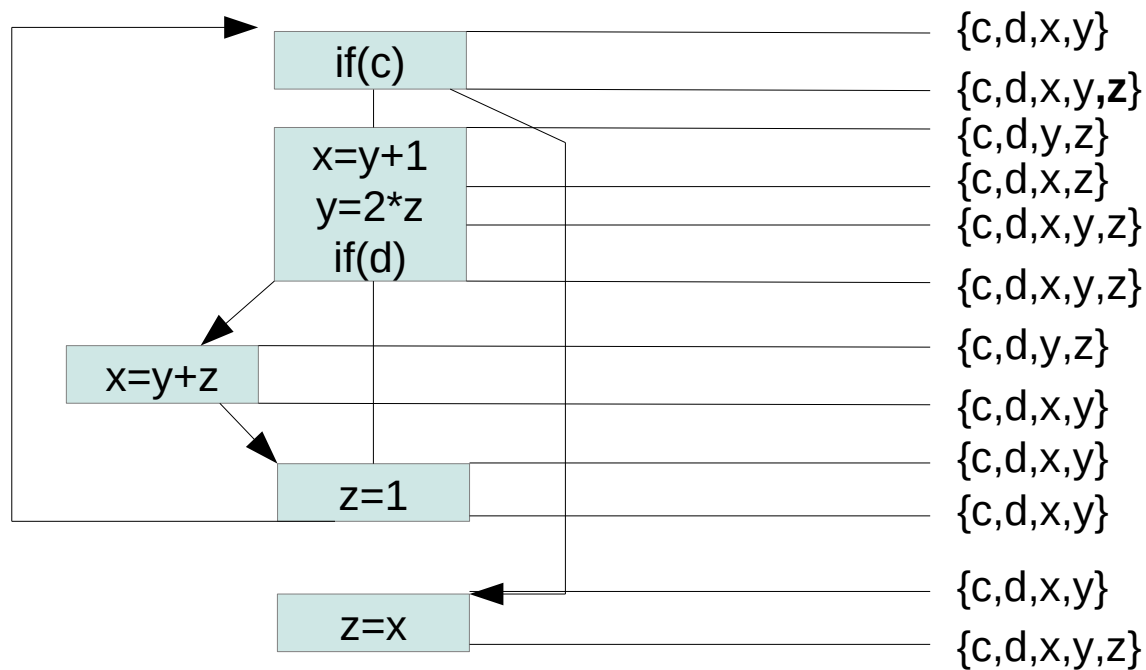 if(c)
{c,d,x,y}
{c,d,x,y,z}
x=y+1
y=2*z
if(d)
{c,d,y,z}
{c,d,x,z}
{c,d,x,y,z}
{c,d,x,y,z}
x=y+z
{c,d,y,z}
{c,d,x,y}
z=1
{c,d,x,y}
{c,d,x,y}
z=x
{c,d,x,y}
{c,d,x,y,z}